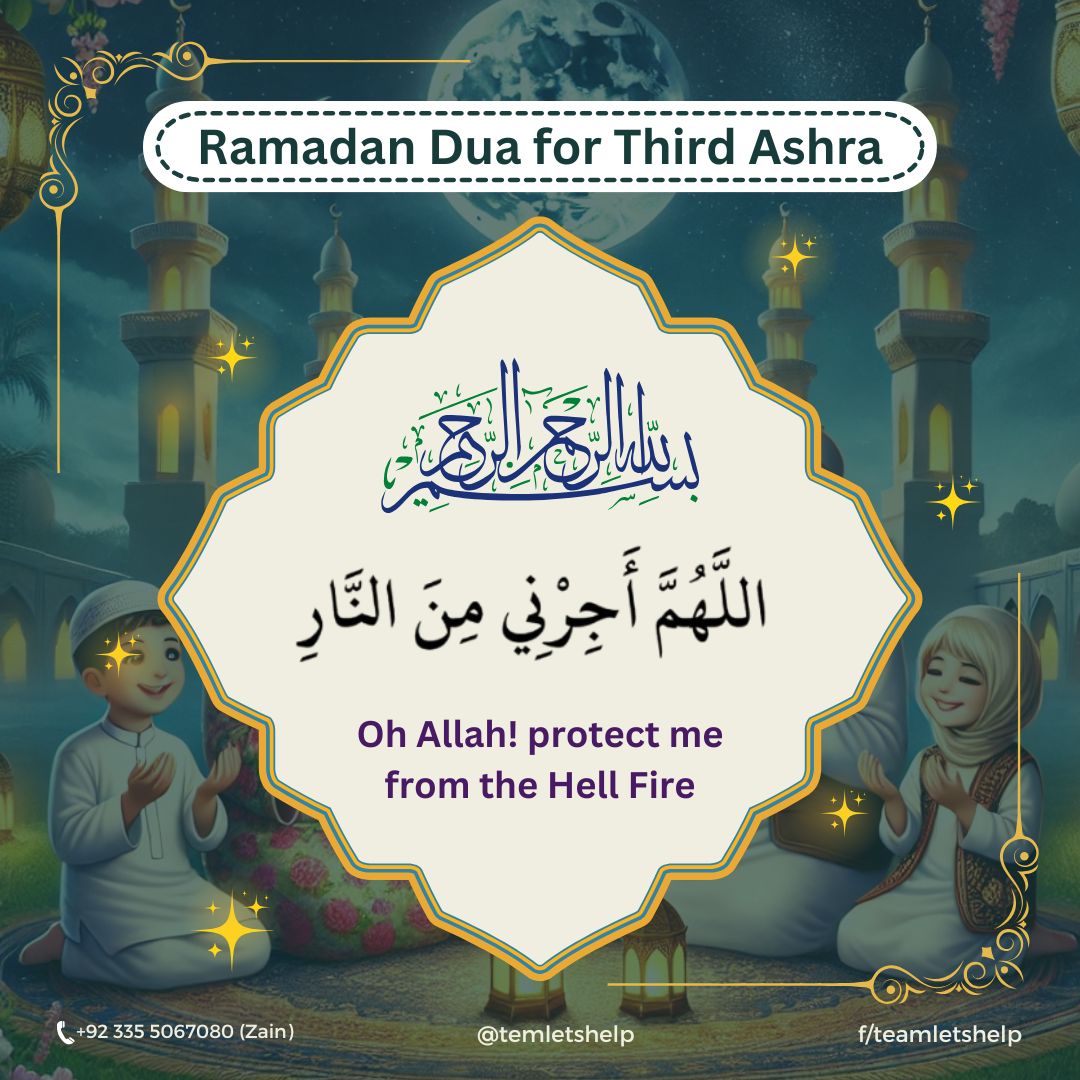 Ramadan Dua for Third Ashra
بسم الله الرحمن الرحيم
اللَّهُمَّ أَجِرْنِي مِنَ النَّارِ
Oh Allah! protect me
from the Hell Fire
+92 335 5067080 (Zain)
@temletshelp
f/teamletshelp